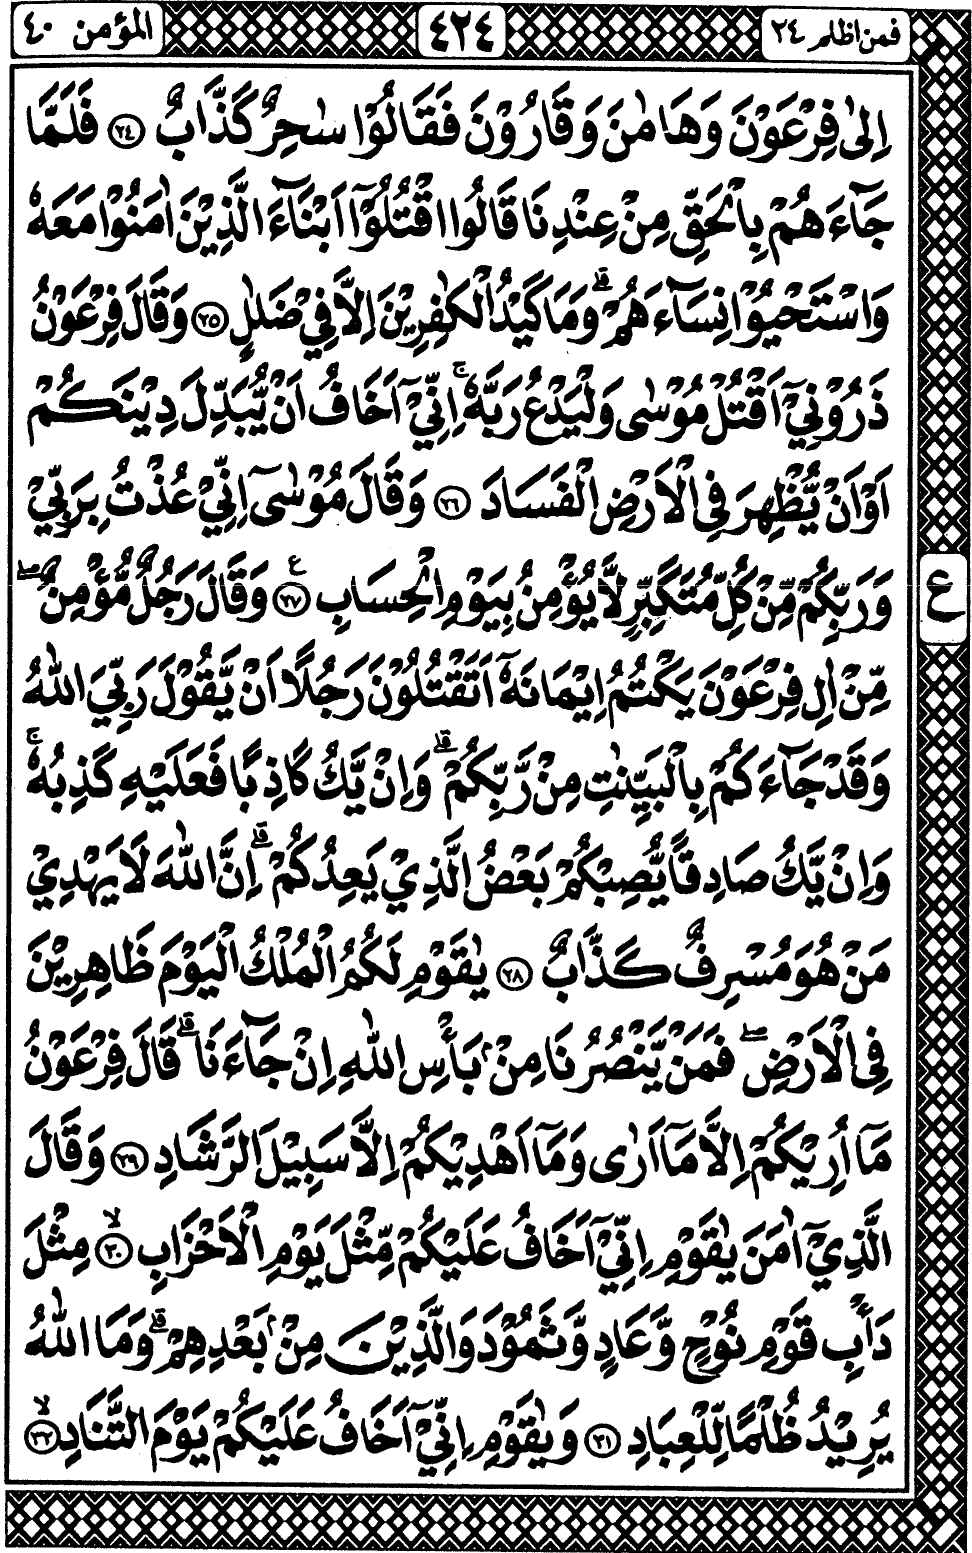 فمن اظلم ٢٤
٤٢٤
المؤمن ٤٠
اِلٰى فِرْعَوْنَ وَهَامٰنَ وَقَارُوْنَ فَقَالُوْا سٰحِرٌ كَذَّابٌ ﴿٢٤﴾ فَلَمَّا
جَآءَهُمْ بِالْحَقِّ مِنْ عِنْدِنَا قَالُوا اقْتُلُوْٓا اَبْنَآءَ الَّذِيْنَ اٰمَنُوْا مَعَهٗ
وَاسْتَحْيُوْا نِسَآءَهُمْ ؕ وَمَا كَيْدُ الْكٰفِرِيْنَ اِلَّا فِيْ ضَلٰلٍ ﴿٢٥﴾ وَقَالَ فِرْعَوْنُ
ذَرُوْنِيْٓ اَقْتُلْ مُوْسٰى وَلْيَدْعُ رَبَّهٗ ۚ اِنِّيْٓ اَخَافُ اَنْ يُّبَدِّلَ دِيْنَكُمْ
اَوْ اَنْ يُّظْهِرَ فِى الْاَرْضِ الْفَسَادَ ﴿٢٦﴾ وَقَالَ مُوْسٰىٓ اِنِّيْ عُذْتُ بِرَبِّيْ
وَرَبِّكُمْ مِّنْ كُلِّ مُتَكَبِّرٍ لَّا يُؤْمِنُ بِيَوْمِ الْحِسَابِ ﴿٢٧﴾ ع وَقَالَ رَجُلٌ مُّؤْمِنٌ ۖ
ع
مِّنْ اٰلِ فِرْعَوْنَ يَكْتُمُ اِيْمَانَهٗٓ اَتَقْتُلُوْنَ رَجُلًا اَنْ يَّقُوْلَ رَبِّيَ اللّٰهُ
وَقَدْ جَآءَكُمْ بِالْبَيِّنٰتِ مِنْ رَّبِّكُمْ ؕ وَاِنْ يَّكُ كَاذِبًا فَعَلَيْهِ كَذِبُهٗ ۚ
وَاِنْ يَّكُ صَادِقًا يُّصِبْكُمْ بَعْضُ الَّذِيْ يَعِدُكُمْ ؕ اِنَّ اللّٰهَ لَا يَهْدِيْ
مَنْ هُوَ مُسْرِفٌ كَذَّابٌ ﴿٢٨﴾ يٰقَوْمِ لَكُمُ الْمُلْكُ الْيَوْمَ ظَاهِرِيْنَ
فِى الْاَرْضِ ۖ فَمَنْ يَّنْصُرُنَا مِنْۢ بَاْسِ اللّٰهِ اِنْ جَآءَنَا ؕ قَالَ فِرْعَوْنُ
مَآ اُرِيْكُمْ اِلَّا مَآ اَرٰى وَمَآ اَهْدِيْكُمْ اِلَّا سَبِيْلَ الرَّشَادِ ﴿٢٩﴾ وَقَالَ
الَّذِيْٓ اٰمَنَ يٰقَوْمِ اِنِّيْٓ اَخَافُ عَلَيْكُمْ مِّثْلَ يَوْمِ الْاَحْزَابِ ﴿٣٠﴾ ۙ مِثْلَ
دَاْبِ قَوْمِ نُوْحٍ وَّعَادٍ وَّثَمُوْدَ وَالَّذِيْنَ مِنْۢ بَعْدِهِمْ ؕ وَمَا اللّٰهُ
يُرِيْدُ ظُلْمًا لِّلْعِبَادِ ﴿٣١﴾ وَيٰقَوْمِ اِنِّيْٓ اَخَافُ عَلَيْكُمْ يَوْمَ التَّنَادِ ﴿٣٢﴾ ۙ